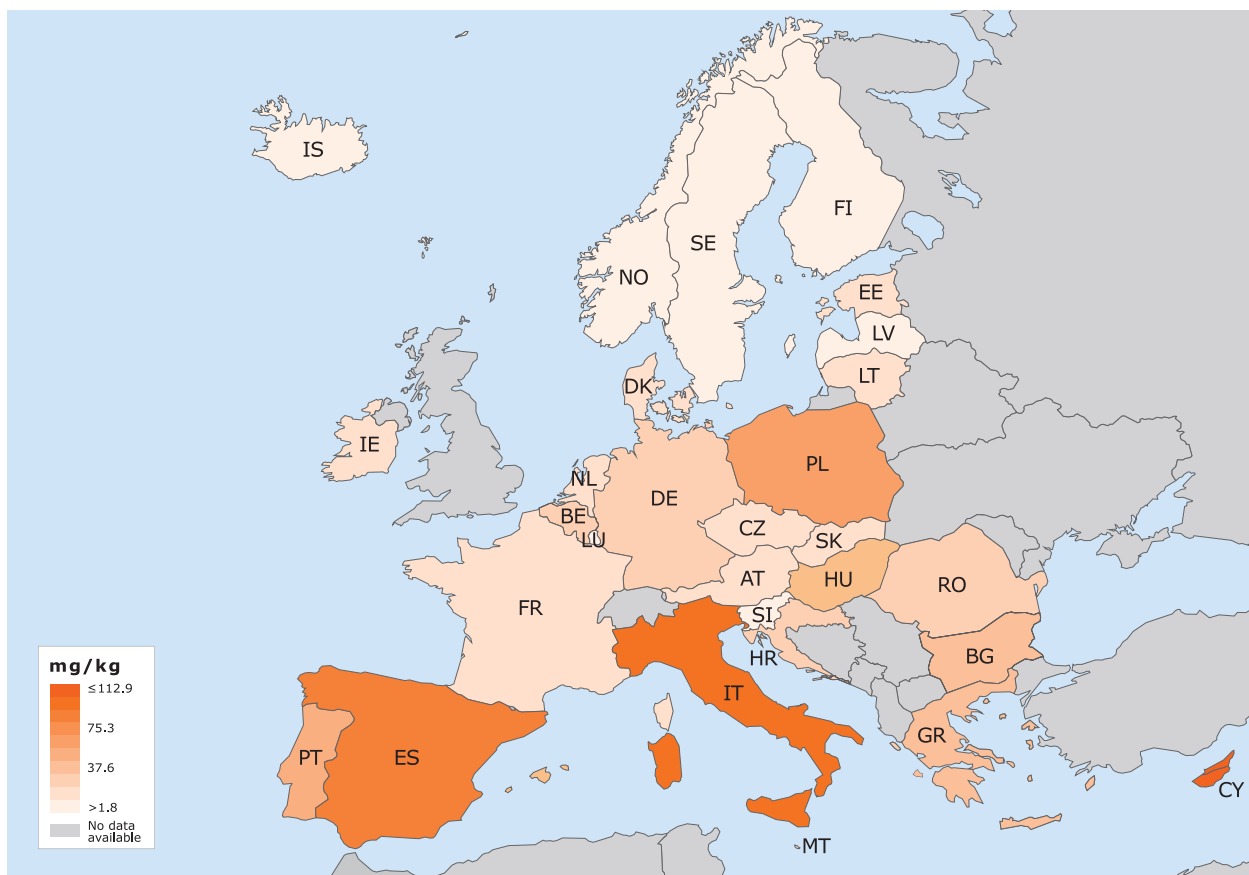 IS
FI
SE
NO
EE
LV
LT
DK
IE
PL
NL
DE
BE
CZ
LU
SK
AT
HU
RO
FR
SI
HR
BG
IT
GR
PT
ES
CY
MT
mg/kg
≤112.9
75.3
37.6
>1.8
No data
available